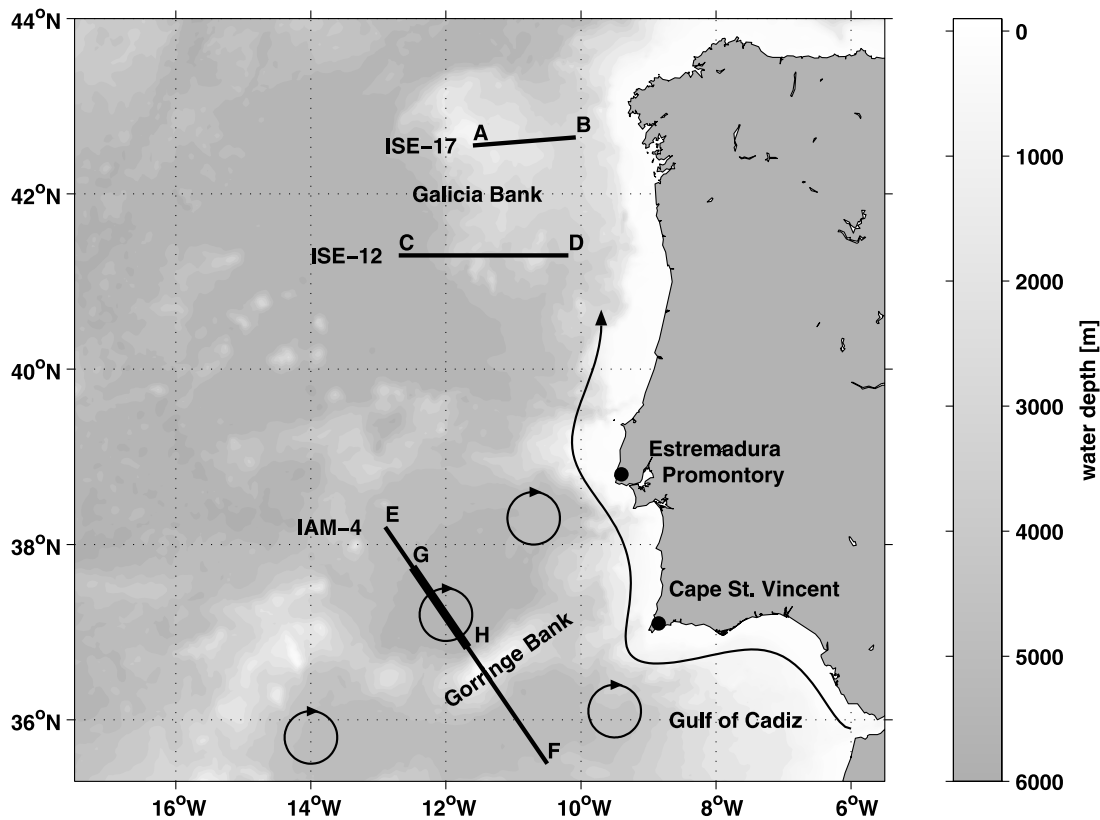 44°N
0
B
A
ISE−17
1000
42°N
Galicia Bank
C
D
ISE−12
2000
40°N
water depth [m]
3000
Estremadura
Promontory
E
IAM−4
4000
38°N
G
Cape St. Vincent
H
5000
Gorringe Bank
36°N
Gulf of Cadiz
F
6000
16°W
14°W
12°W
10°W
8°W
6°W